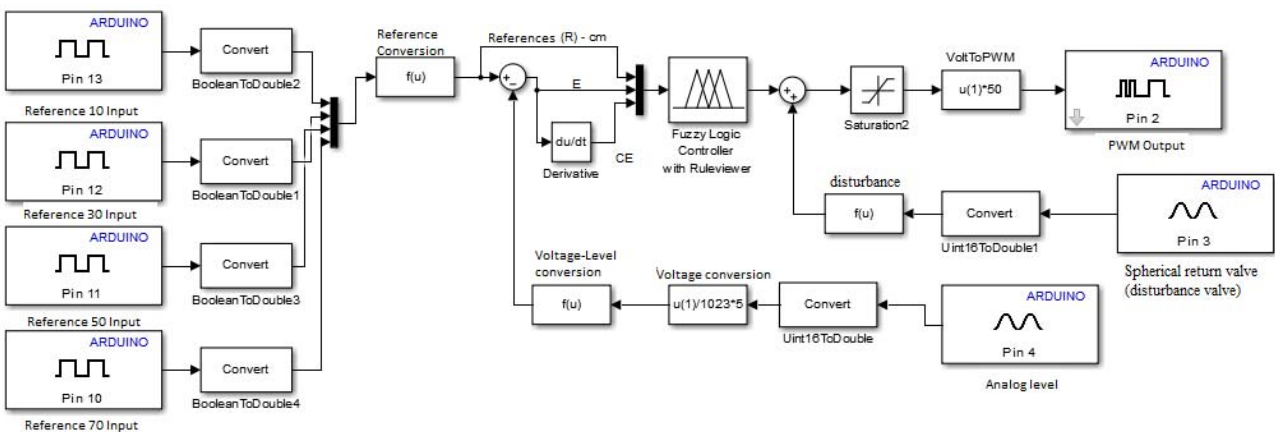 ARDUINO
Pin 13
Reference 10 Input
Convert
BooleanToDouble2
ARDUINO
Pin 12
Reference 30 Input
Convert
BooleanToDouble1
ARDUINO
Pin 11
Reference 50 Input
Convert
BooleanToDouble3
ARDUINO
Pin 10
Reference 70 Input
Convert
BooleanToDouble4
Reference
Conversion
f(u)
References (R) - cm
+
−
E
du/dt
Derivative
CE
Fuzzy Logic
Controller
with Ruleviewer
+
+
Saturation2
VoltToPWM
u(1)*50
ARDUINO
Pin 2
PWM Output
disturbance
f(u)
Convert
Uint16ToDouble1
ARDUINO
Pin 3
Spherical return valve
(disturbance valve)
Voltage-Level
conversion
f(u)
Voltage conversion
u(1)/1023*5
Convert
Uint16ToDouble
ARDUINO
Pin 4
Analog level